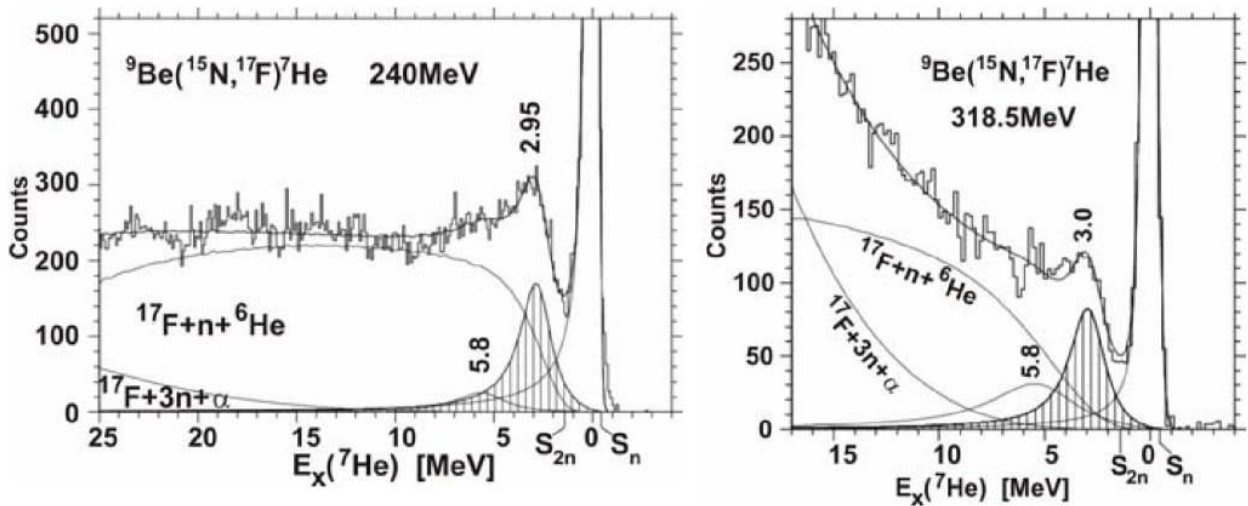 500
400
300
200
100
0
Counts
⁹Be(¹⁵N,¹⁷F)⁷He 240MeV
2.95
¹⁷F+n+⁶He
5.8
¹⁷F+3n+α
25 20 15 10 5 0
S₂ₙ Sₙ
Eₓ(⁷He) [MeV]
250
200
150
100
50
0
Counts
⁹Be(¹⁵N,¹⁷F)⁷He
318.5MeV
3.0
¹⁷F+n+⁶He
¹⁷F+3n+α
5.8
15 10 5 0
S₂ₙ Sₙ
Eₓ(⁷He) [MeV]